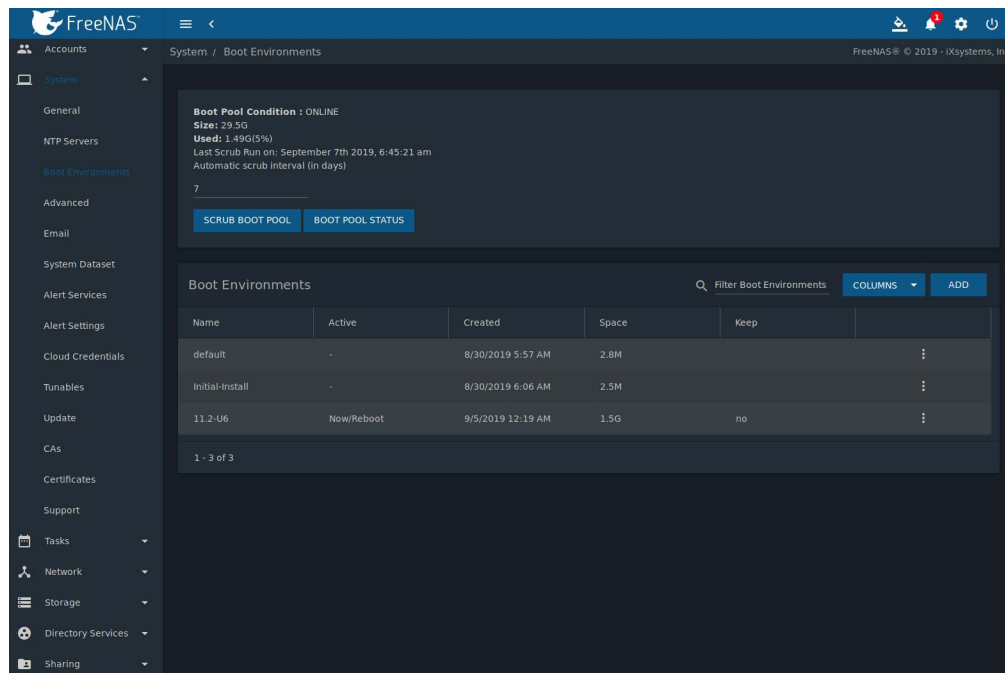 FreeNAS®
1
Accounts
System / Boot Environments
FreeNAS® © 2019 - iXsystems, In
System
General
NTP Servers
Boot Environments
Advanced
Email
System Dataset
Alert Services
Alert Settings
Cloud Credentials
Tunables
Update
CAs
Certificates
Support
Tasks
Network
Storage
Directory Services
Sharing
Boot Pool Condition : ONLINE
Size: 29.5G
Used: 1.49G(5%)
Last Scrub Run on: September 7th 2019, 6:45:21 am
Automatic scrub interval (in days)
7
SCRUB BOOT POOL BOOT POOL STATUS
Boot Environments Filter Boot Environments COLUMNS ADD
Name Active Created Space Keep
default - 8/30/2019 5:57 AM 2.8M
Initial-Install - 8/30/2019 6:06 AM 2.5M
11.2-U6 Now/Reboot 9/5/2019 12:19 AM 1.5G no
1 - 3 of 3